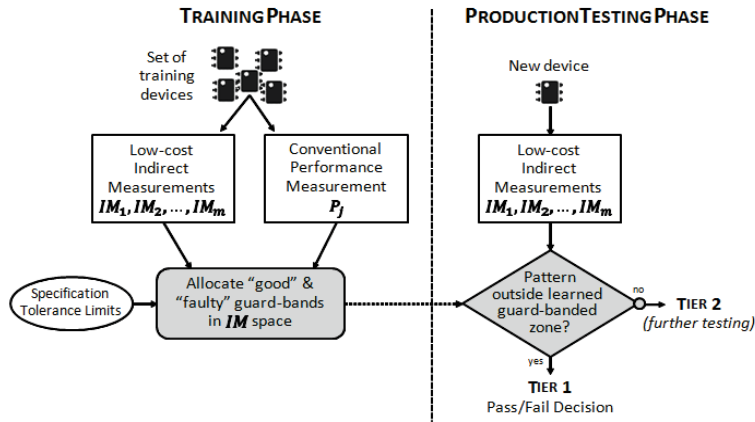 TRAINING PHASE
Set of
training
devices
Low-cost
Indirect
Measurements
IM₁, IM₂, ..., IMₘ
Conventional
Performance
Measurement
Pⱼ
Specification
Tolerance Limits
Allocate “good” &
“faulty” guard-bands
in IM space
PRODUCTION TESTING PHASE
New device
Low-cost
Indirect
Measurements
IM₁, IM₂, ..., IMₘ
Pattern
outside learned
guard-banded
zone?
no
TIER 2
(further testing)
yes
TIER 1
Pass/Fail Decision